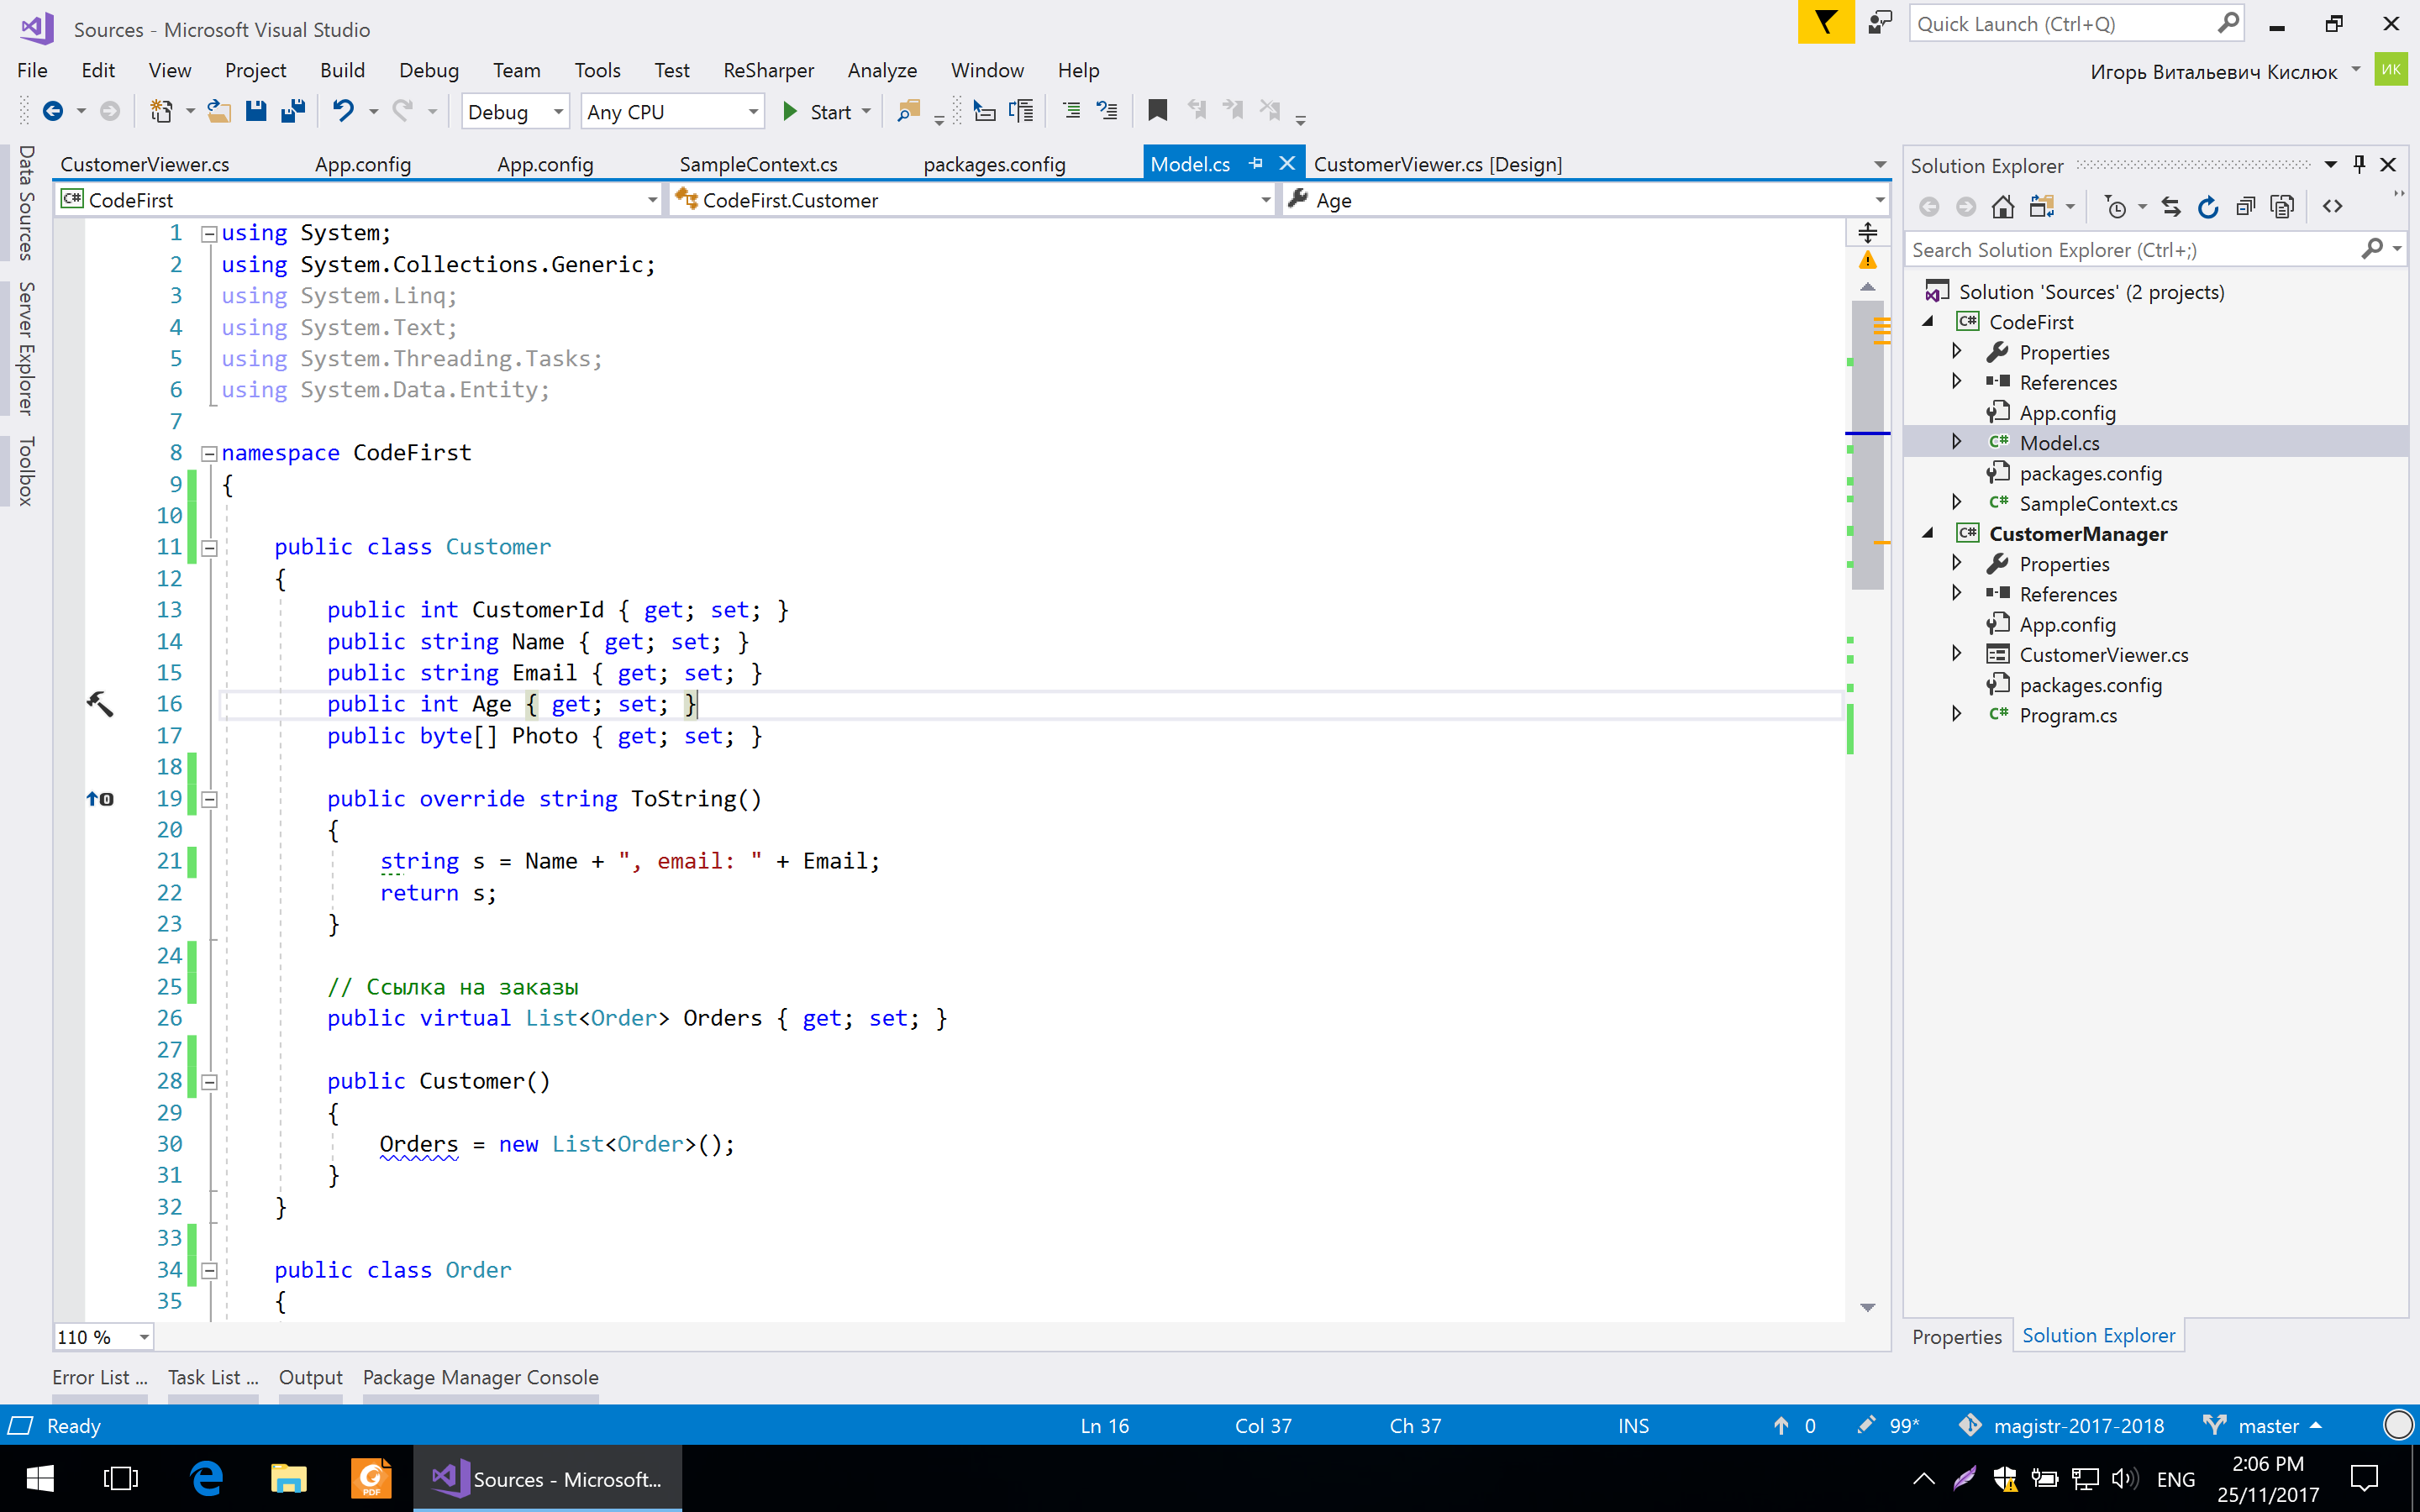 Sources - Microsoft Visual Studio
Quick Launch (Ctrl+Q)
File Edit View Project Build Debug Team Tools Test ReSharper Analyze Window Help
Игорь Витальевич Кислюк
ИК
Debug Any CPU Start
Data Sources
Server Explorer
Toolbox
CustomerViewer.cs App.config App.config SampleContext.cs packages.config Model.cs CustomerViewer.cs [Design]
C# CodeFirst CodeFirst.Customer Age
1 using System;
2 using System.Collections.Generic;
3 using System.Linq;
4 using System.Text;
5 using System.Threading.Tasks;
6 using System.Data.Entity;
7
8 namespace CodeFirst
9 {
10
11 public class Customer
12 {
13 public int CustomerId { get; set; }
14 public string Name { get; set; }
15 public string Email { get; set; }
16 public int Age { get; set; }
17 public byte[] Photo { get; set; }
18
19 public override string ToString()
20 {
21 string s = Name + ", email: " + Email;
22 return s;
23 }
24
25 // Ссылка на заказы
26 public virtual List<Order> Orders { get; set; }
27
28 public Customer()
29 {
30 Orders = new List<Order>();
31 }
32 }
33
34 public class Order
35 {
110 %
Solution Explorer
Search Solution Explorer (Ctrl+;)
Solution 'Sources' (2 projects)
C# CodeFirst
Properties
References
App.config
C# Model.cs
packages.config
C# SampleContext.cs
C# CustomerManager
Properties
References
App.config
CustomerViewer.cs
packages.config
C# Program.cs
Properties Solution Explorer
Error List ... Task List ... Output Package Manager Console
Ready Ln 16 Col 37 Ch 37 INS 0 99* magistr-2017-2018 master
PDF
Sources - Microsoft...
ENG
2:06 PM
25/11/2017